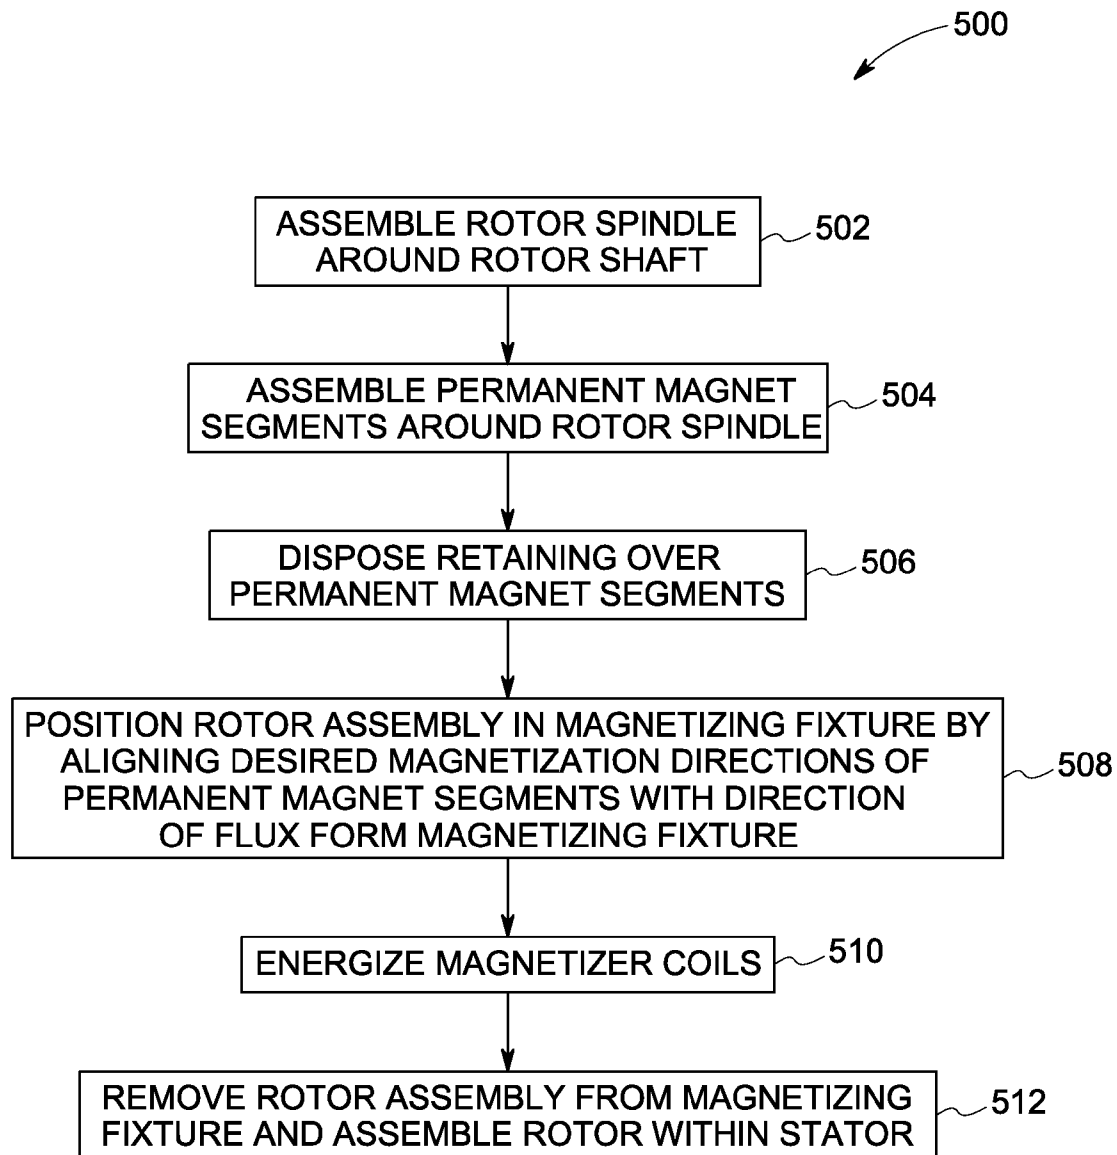 500
ASSEMBLE ROTOR SPINDLE
AROUND ROTOR SHAFT
502
ASSEMBLE PERMANENT MAGNET
SEGMENTS AROUND ROTOR SPINDLE
504
DISPOSE RETAINING OVER
PERMANENT MAGNET SEGMENTS
506
POSITION ROTOR ASSEMBLY IN MAGNETIZING FIXTURE BY
ALIGNING DESIRED MAGNETIZATION DIRECTIONS OF
PERMANENT MAGNET SEGMENTS WITH DIRECTION
OF FLUX FORM MAGNETIZING FIXTURE
508
ENERGIZE MAGNETIZER COILS
510
REMOVE ROTOR ASSEMBLY FROM MAGNETIZING
FIXTURE AND ASSEMBLE ROTOR WITHIN STATOR
512